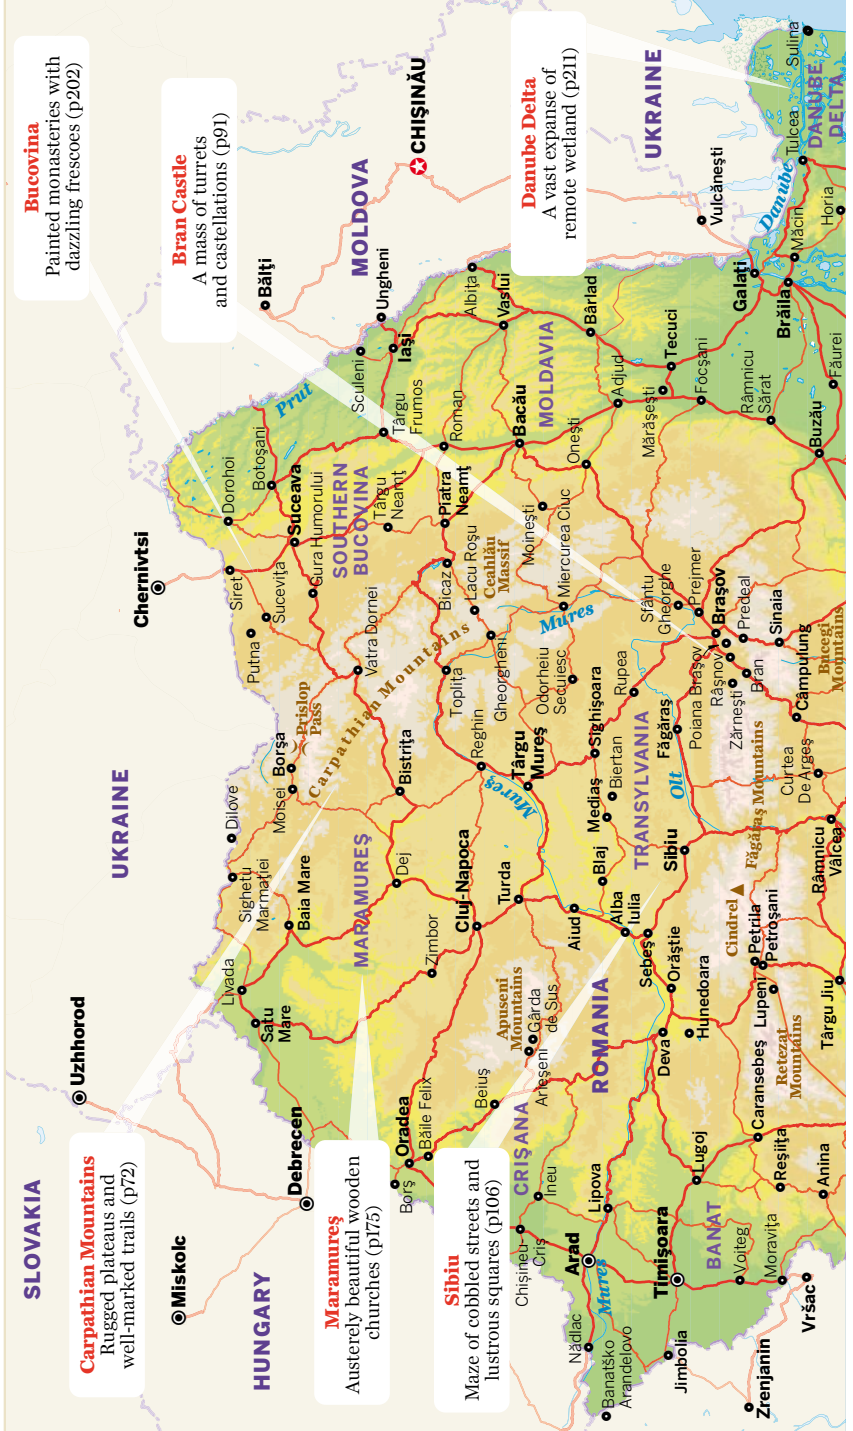 SLOVAKIA
UKRAINE
HUNGARY
MOLDOVA
UKRAINE
ROMANIA
Bucovina
Painted monasteries with
dazzling frescoes (p202)
Bran Castle
A mass of turrets
and castellations (p91)
Danube Delta
A vast expanse of
remote wetland (p211)
Carpathian Mountains
Rugged plateaus and
well-marked trails (p72)
Maramureş
Austerely beautiful wooden
churches (p175)
Sibiu
Maze of cobbled streets and
lustrous squares (p106)
MARAMUREŞ
SOUTHERN
BUCOVINA
MOLDAVIA
TRANSYLVANIA
CRIŞANA
BANAT
DANUBE
DELTA
Uzhhorod
Miskolc
Debrecen
Chernivtsi
Bălţi
CHIŞINĂU
Ungheni
Vulcăneşti
Zrenjanin
Vršac
Dilove
Sighetu
Marmaţiei
Livada
Satu
Mare
Baia Mare
Moisei
Borşa
Prislop
Pass
Carpathian Mountains
Putna
Suceviţa
Siret
Dorohoi
Botoşani
Suceava
Gura Humorului
Vatra Dornei
Târgu
Neamţ
Târgu
Frumos
Sculeni
Iaşi
Prut
Albiţa
Vaslui
Roman
Piatra
Neamţ
Bacău
Bicaz
Lacu Roşu
Ceahlău
Massif
Topliţa
Gheorgheni
Moineşti
Miercurea Ciuc
Mures
Oneşti
Adjud
Bârlad
Tecuci
Mărăşeşti
Focşani
Galaţi
Brăila
Râmnicu
Sărat
Buzău
Făurei
Măcin
Danube
Tulcea
Sulina
Horia
Bistriţa
Dej
Zimbor
Cluj-Napoca
Turda
Reghin
Târgu
Mureş
Mureş
Odorheiu
Secuiesc
Sighişoara
Rupea
Mediaş
Biertan
Blaj
Aiud
Alba
Iulia
Sebeş
Sibiu
Olt
Făgăraş
Sfântu
Gheorghe
Prejmer
Braşov
Poiana Braşov
Râşnov
Zărneşti
Bran
Predeal
Sinaia
Bucegi
Mountains
Câmpulung
Curtea
De Argeş
Făgăraş Mountains
Râmnicu
Vâlcea
Cindrel
Petrila
Petroşani
Lupeni
Târgu Jiu
Retezat
Mountains
Orăştie
Hunedoara
Deva
Apuseni
Mountains
Gârda
de Sus
Arieşeni
Beiuş
Oradea
Băile Felix
Borş
Ineu
Chişineu-
Criş
Lipova
Arad
Mures
Nădlac
Banatško
Arandelovo
Timişoara
Jimbolia
Lugoj
Caransebeş
Reşiţa
Anina
Voiteg
Moraviţa